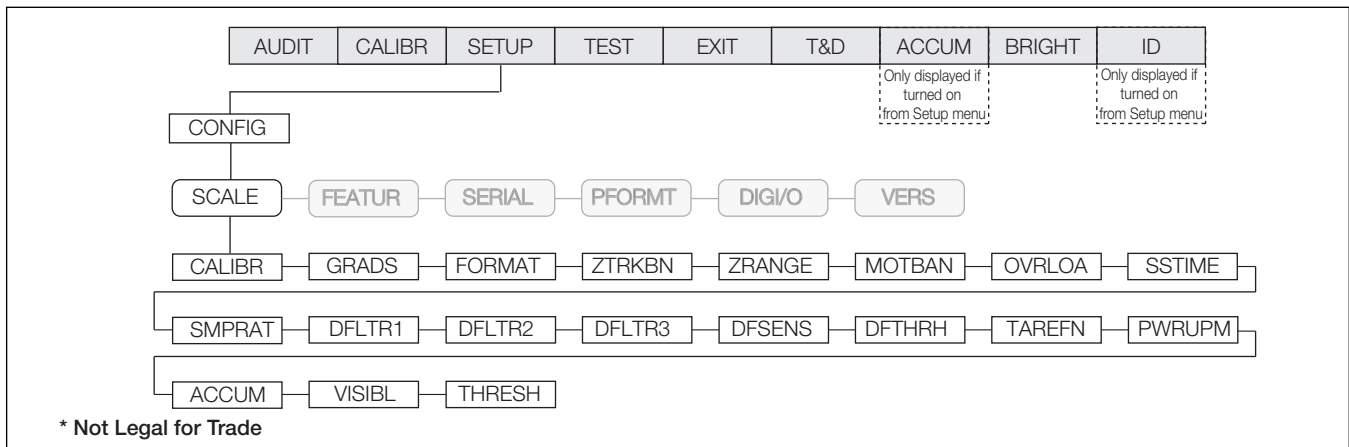 AUDIT CALIBR SETUP TEST EXIT T&D ACCUM BRIGHT ID
Only displayed if turned on from Setup menu
Only displayed if turned on from Setup menu
CONFIG
SCALE FEATUR SERIAL PFORMT DIGI/O VERS
CALIBR GRADS FORMAT ZTRKBN ZRANGE MOTBAN OVRLOA SSTIME
SMPRAT DFLTR1 DFLTR2 DFLTR3 DFSENS DFTHRH TAREFN PWRUPM
ACCUM VISIBL THRESH
* Not Legal for Trade